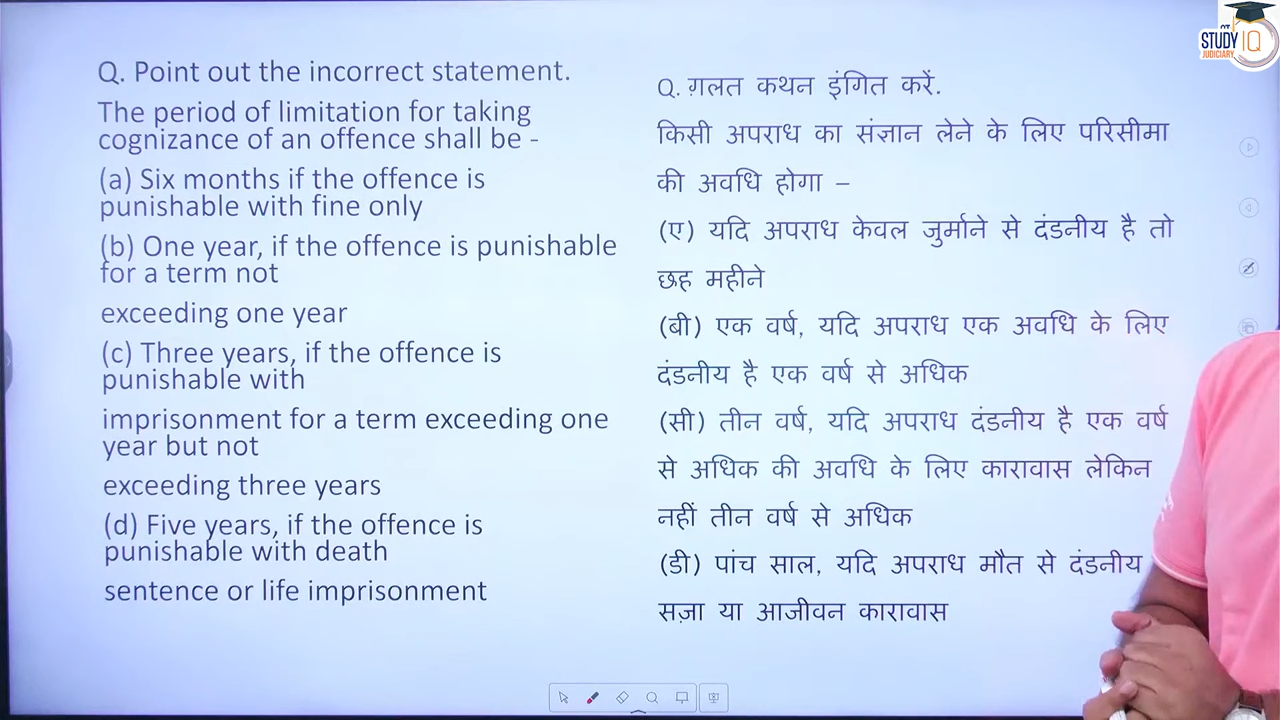 Q. Point out the incorrect statement.
The period of limitation for taking
cognizance of an offence shall be -
(a) Six months if the offence is
punishable with fine only
(b) One year, if the offence is punishable
for a term not
exceeding one year
(c) Three years, if the offence is
punishable with
imprisonment for a term exceeding one
year but not
exceeding three years
(d) Five years, if the offence is
punishable with death
sentence or life imprisonment
Q. ग़लत कथन इंगित करें.
किसी अपराध का संज्ञान लेने के लिए परिसीमा
की अवधि होगा –
(ए) यदि अपराध केवल जुर्माने से दंडनीय है तो
छह महीने
(बी) एक वर्ष, यदि अपराध एक अवधि के लिए
दंडनीय है एक वर्ष से अधिक
(सी) तीन वर्ष, यदि अपराध दंडनीय है एक वर्ष
से अधिक की अवधि के लिए कारावास लेकिन
नहीं तीन वर्ष से अधिक
(डी) पांच साल, यदि अपराध मौत से दंडनीय
सज़ा या आजीवन कारावास
STUDY IQ
JUDICIARY